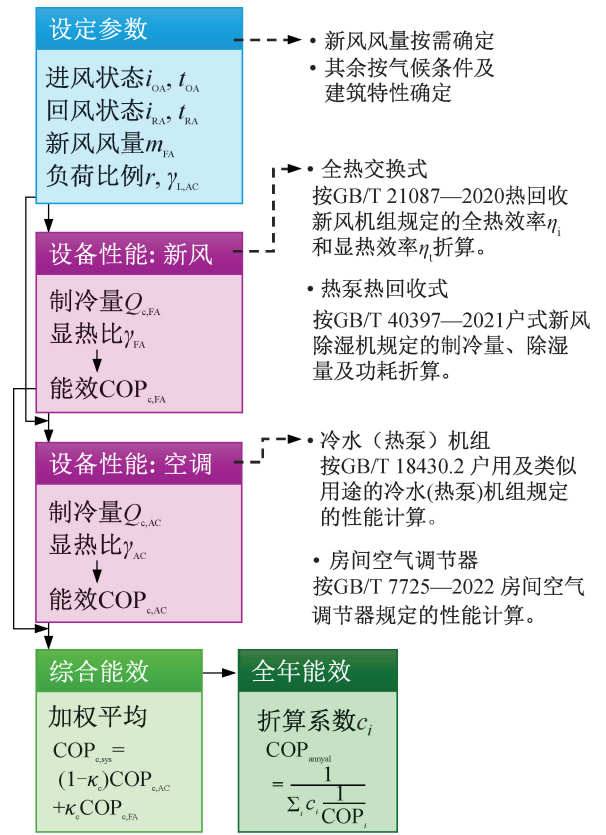 设定参数
进风状态iOA, tOA
回风状态iRA, tRA
新风风量mFA
负荷比例r, γL,AC
• 新风风量按需确定
• 其余按气候条件及
建筑特性确定
设备性能: 新风
制冷量Qc,FA
显热比γFA
能效COPc,FA
• 全热交换式
按GB/T 21087—2020热回收
新风机组规定的全热效率ηi
和显热效率ηt折算。
• 热泵热回收式
按GB/T 40397—2021户式新风
除湿机规定的制冷量、除湿
量及功耗折算。
设备性能: 空调
制冷量Qc,AC
显热比γAC
能效COPc,AC
• 冷水（热泵）机组
按GB/T 18430.2 户用及类似
用途的冷水(热泵)机组规定
的性能计算。
• 房间空气调节器
按GB/T 7725—2022 房间空气
调节器规定的性能计算。
综合能效
加权平均
COPc,sys=
(1−κc)COPc,AC
+κcCOPc,FA
全年能效
折算系数ci
COPannyal
= 1
Σi ci 1
COPi